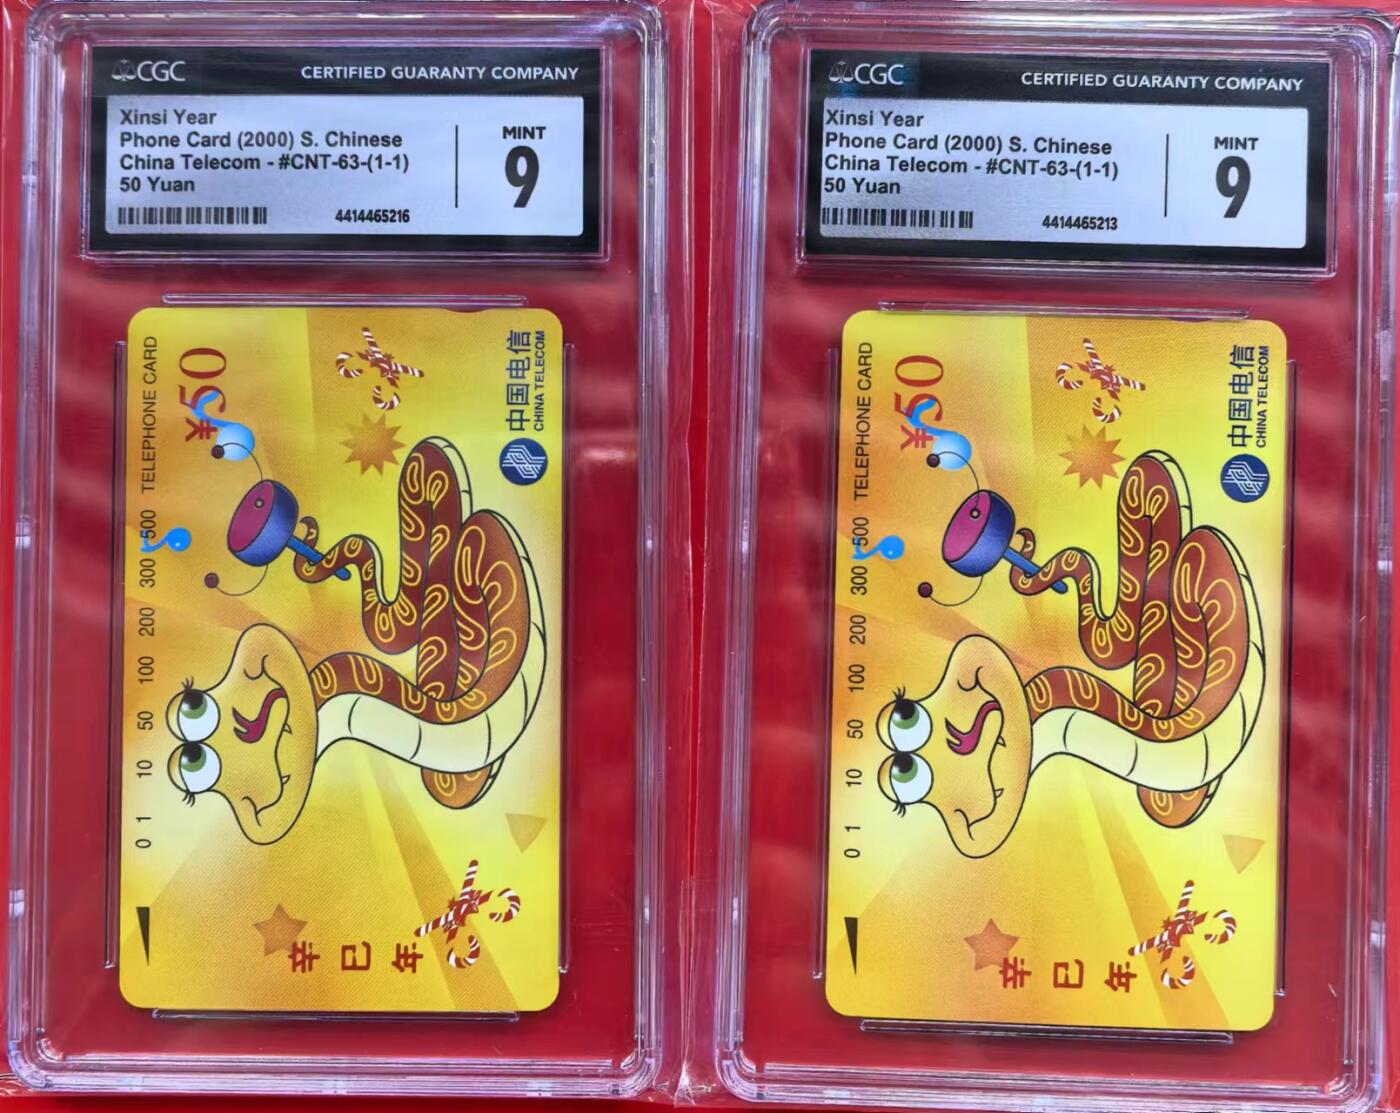 CGC
CERTIFIED GUARANTY COMPANY
Xinsi Year
Phone Card (2000) S. Chinese
China Telecom - #CNT-63-(1-1)
50 Yuan
4414465216
MINT
9
TELEPHONE CARD
0 1 10 50 100 200 300 500
¥50
中国电信
CHINA TELECOM
辛巳年
CGC
CERTIFIED GUARANTY COMPANY
Xinsi Year
Phone Card (2000) S. Chinese
China Telecom - #CNT-63-(1-1)
50 Yuan
4414465213
MINT
9
TELEPHONE CARD
0 1 10 50 100 200 300 500
¥50
中国电信
CHINA TELECOM
辛巳年